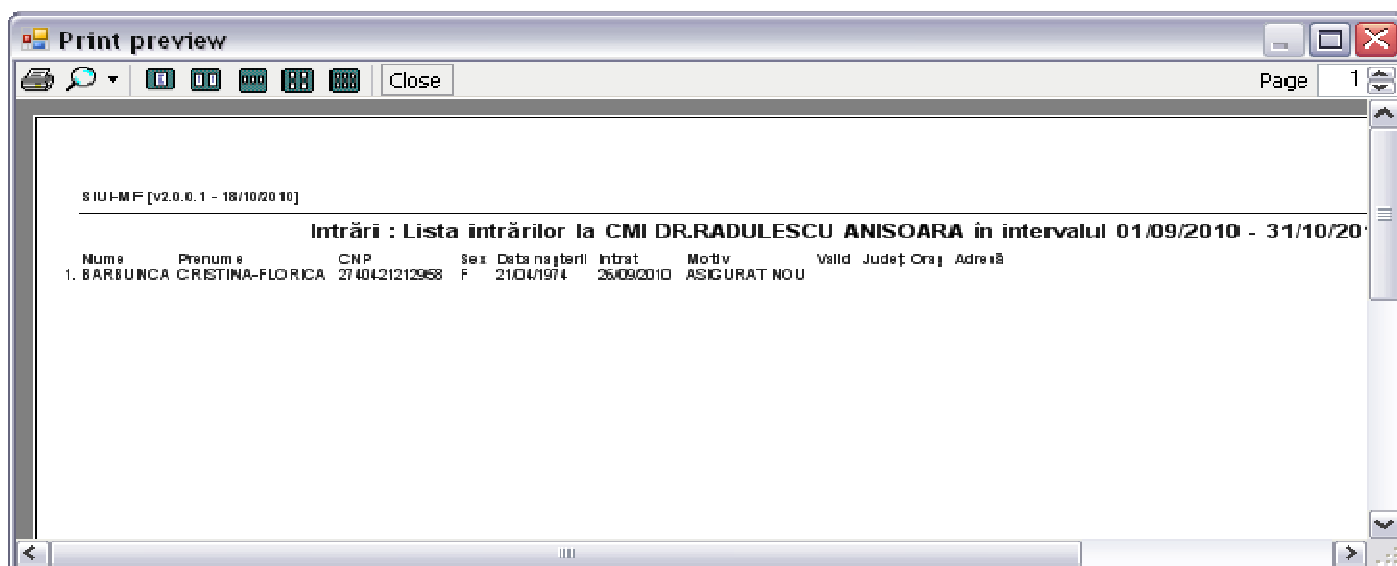 Print preview
Close Page 1
SIUI-MF [v2.0.0.1 - 18/10/2010]
Intrări : Lista intrărilor la CMI DR.RADULESCU ANISOARA în intervalul 01/09/2010 - 31/10/20
Nume Prenume CNP Sex Data nașterii Intrat Motiv Valid Județ Oraș Adresă
1. BARBUINCA CRISTINA-FLORICA F 21/04/1974 26/09/2010 ASIGURAT NOU